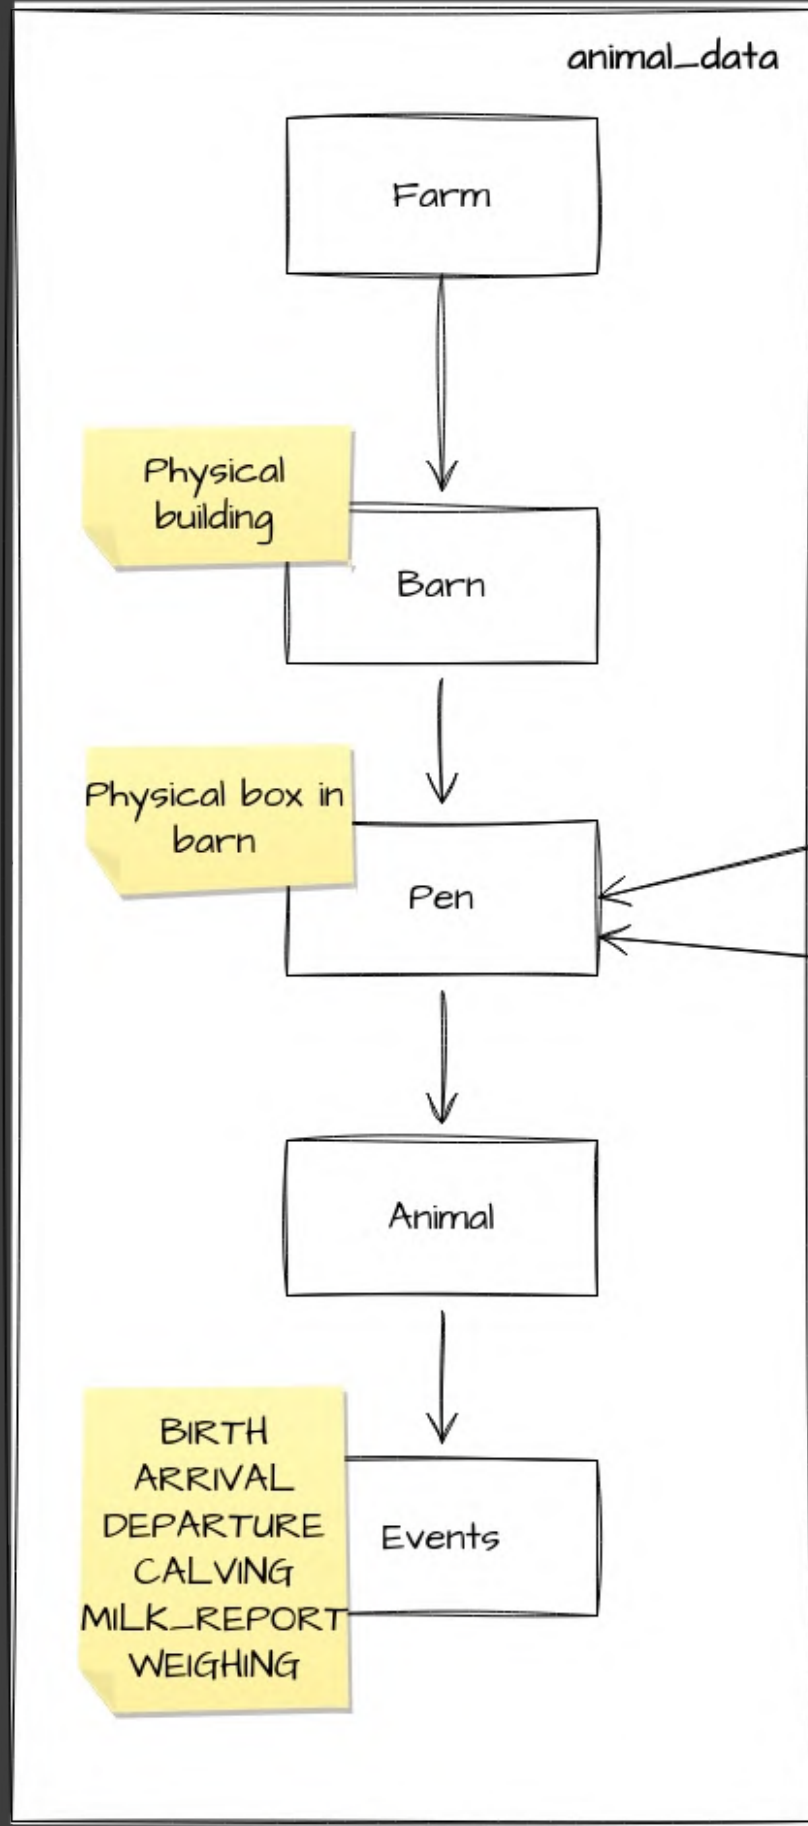 animal_data
Farm
Physical
building
Barn
Physical box in
barn
Pen
Animal
BIRTH
ARRIVAL
DEPARTURE
CALVING
MILK_REPORT
WEIGHING
Events